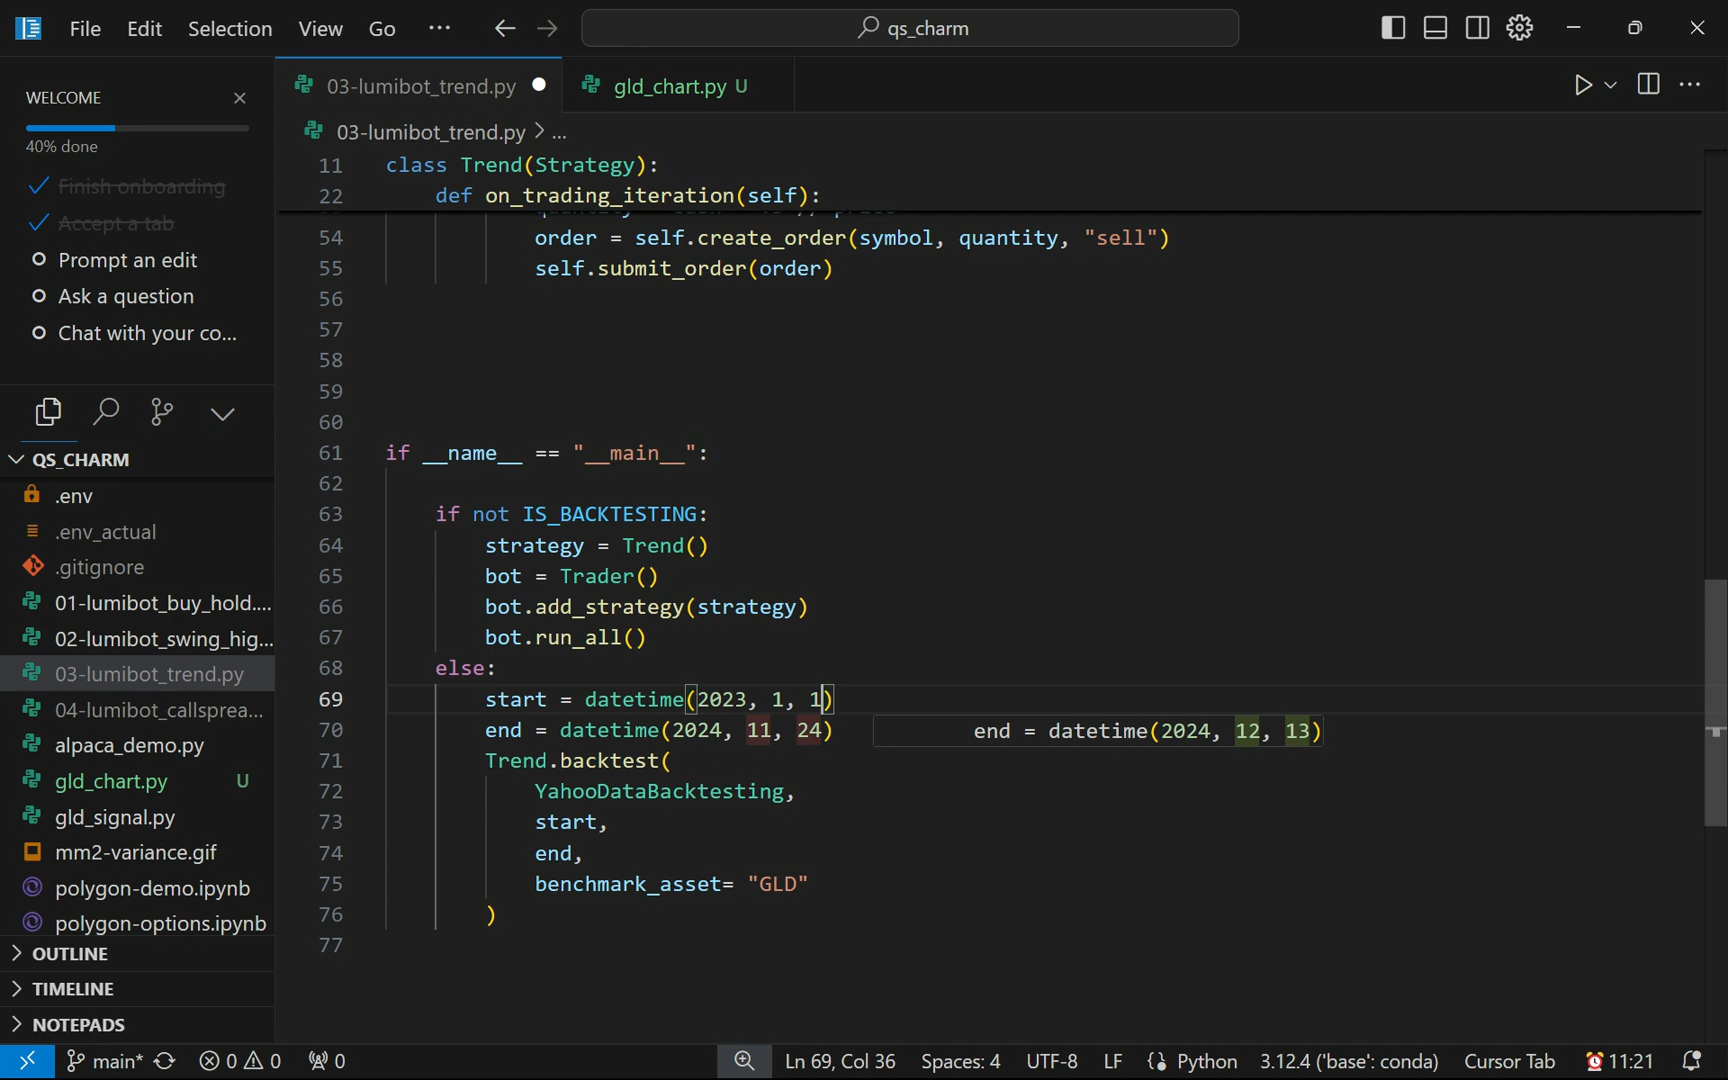 File Edit Selection View Go ··· qs_charm
WELCOME
40% done
Finish onboarding
Accept a tab
Prompt an edit
Ask a question
Chat with your co...
QS_CHARM
.env
.env_actual
.gitignore
01-lumibot_buy_hold....
02-lumibot_swing_hig...
03-lumibot_trend.py
04-lumibot_callsprea...
alpaca_demo.py
gld_chart.py U
gld_signal.py
mm2-variance.gif
polygon-demo.ipynb
polygon-options.ipynb
OUTLINE
TIMELINE
NOTEPADS
03-lumibot_trend.py gld_chart.py U
03-lumibot_trend.py > ...
11 class Trend(Strategy):
22 def on_trading_iteration(self):
54 order = self.create_order(symbol, quantity, "sell")
55 self.submit_order(order)
56
57
58
59
60
61 if __name__ == "__main__":
62
63 if not IS_BACKTESTING:
64 strategy = Trend()
65 bot = Trader()
66 bot.add_strategy(strategy)
67 bot.run_all()
68 else:
69 start = datetime(2023, 1, 1)
70 end = datetime(2024, 11, 24) end = datetime(2024, 12, 13)
71 Trend.backtest(
72 YahooDataBacktesting,
73 start,
74 end,
75 benchmark_asset= "GLD"
76 )
77
main* 0 0 0 Ln 69, Col 36 Spaces: 4 UTF-8 LF {} Python 3.12.4 ('base': conda) Cursor Tab 11:21